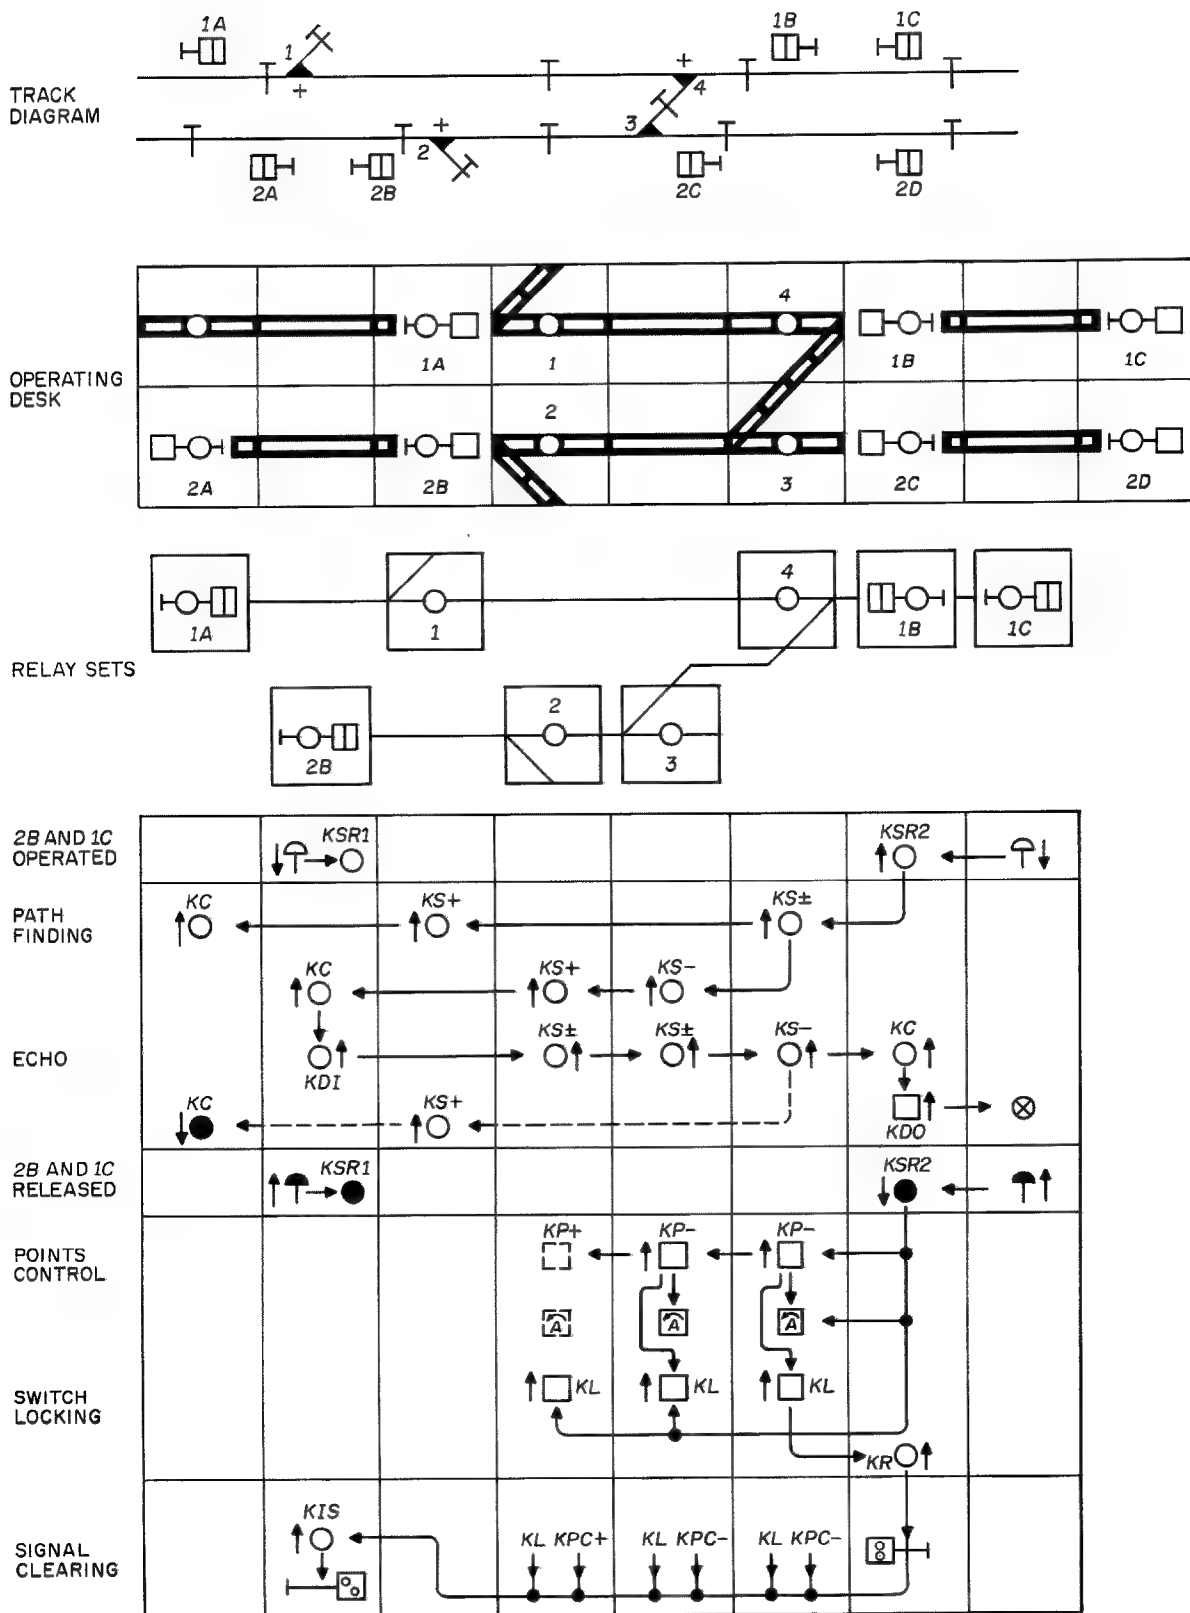 1A 1 1B 1C
+ +
TRACK
DIAGRAM
+ 4
+ 3
2
2A 2B 2C 2D
4
1A 1 1B 1C
OPERATING
DESK
2
2A 2B 3 2C 2D
4
1A 1 1B 1C
RELAY SETS
2
2B 3
2B AND 1C
OPERATED
KSR1 KSR2
PATH
FINDING
KC KS+ KS±
KC KS+ KS-
ECHO
KS± KS± KS- KC
KDI
KC KS+ KDO
2B AND 1C
RELEASED
KSR1 KSR2
POINTS
CONTROL
KP+ KP- KP-
A A A
SWITCH
LOCKING
KL KL KL
KR
SIGNAL
CLEARING
KIS KL KPC+ KL KPC- KL KPC-